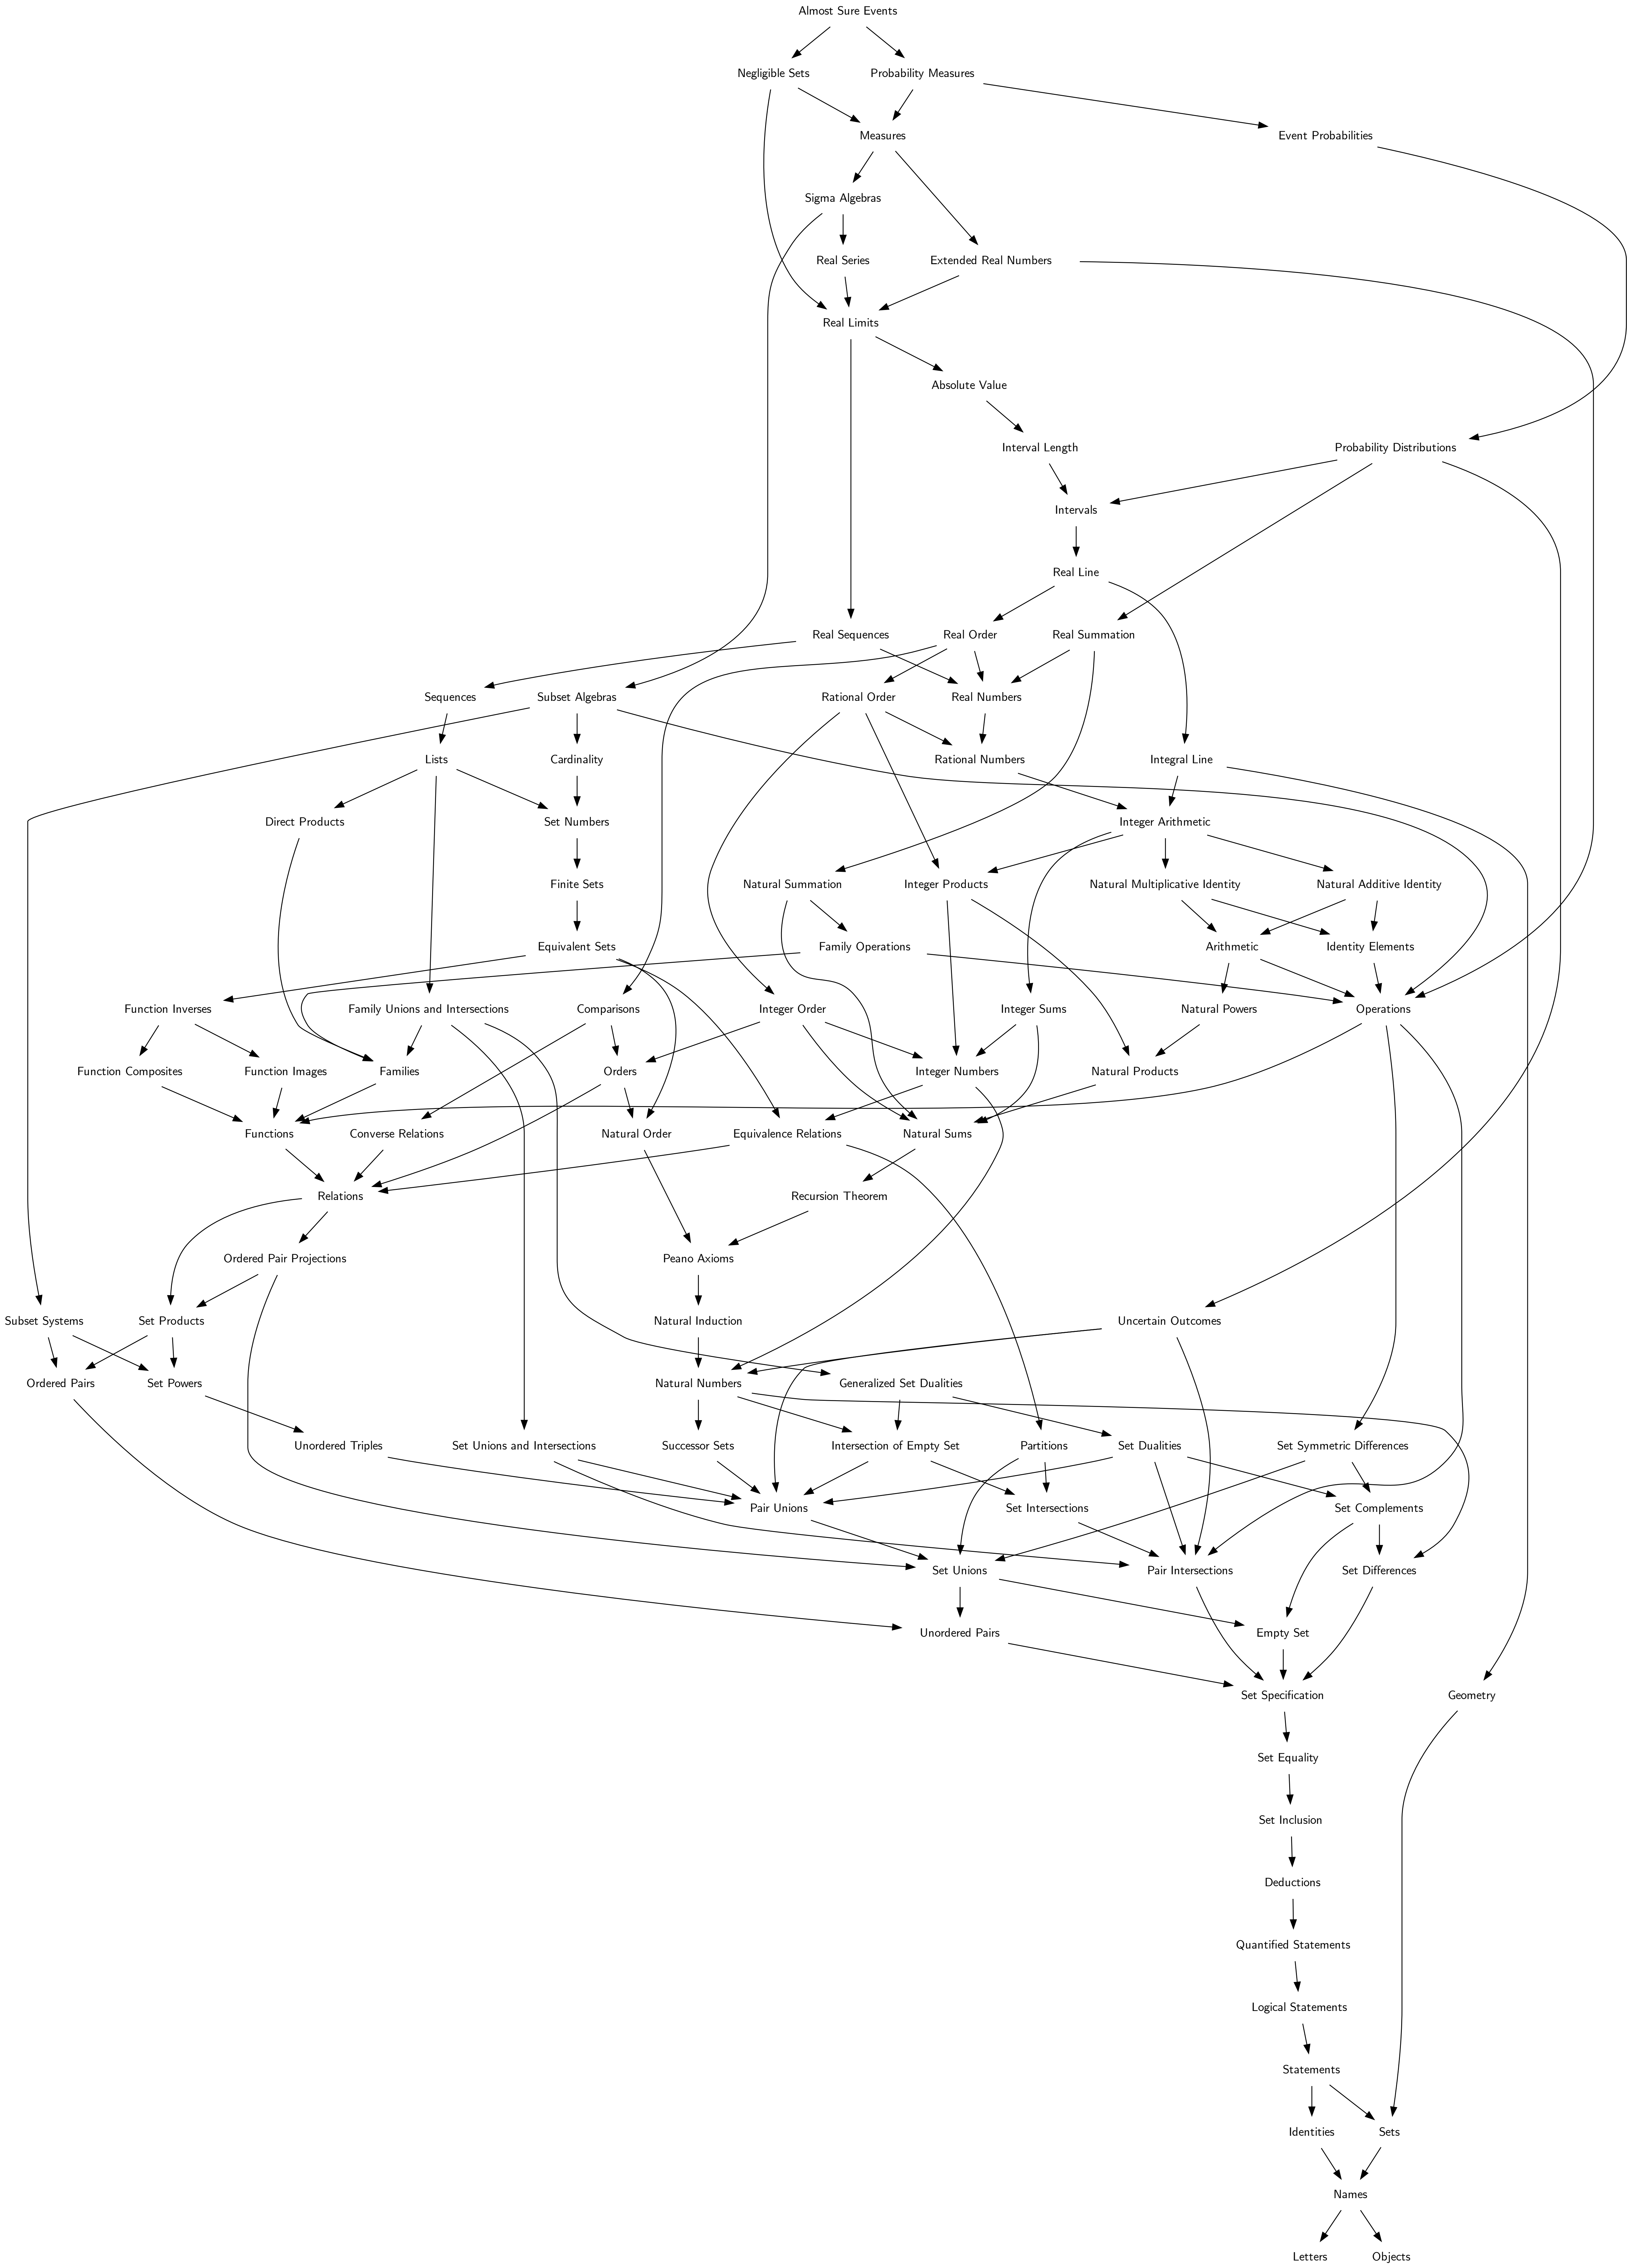 Almost Sure Events
Negligible Sets
Probability Measures
Measures
Event Probabilities
Sigma Algebras
Real Series
Extended Real Numbers
Real Limits
Absolute Value
Interval Length
Probability Distributions
Intervals
Real Line
Real Sequences
Real Order
Real Summation
Sequences
Subset Algebras
Rational Order
Real Numbers
Lists
Cardinality
Rational Numbers
Integral Line
Direct Products
Set Numbers
Integer Arithmetic
Finite Sets
Natural Summation
Integer Products
Natural Multiplicative Identity
Natural Additive Identity
Equivalent Sets
Family Operations
Arithmetic
Identity Elements
Function Inverses
Family Unions and Intersections
Comparisons
Integer Order
Integer Sums
Natural Powers
Operations
Function Composites
Function Images
Families
Orders
Integer Numbers
Natural Products
Functions
Converse Relations
Natural Order
Equivalence Relations
Natural Sums
Relations
Recursion Theorem
Ordered Pair Projections
Peano Axioms
Subset Systems
Set Products
Natural Induction
Uncertain Outcomes
Ordered Pairs
Set Powers
Natural Numbers
Generalized Set Dualities
Unordered Triples
Set Unions and Intersections
Successor Sets
Intersection of Empty Set
Partitions
Set Dualities
Set Symmetric Differences
Pair Unions
Set Intersections
Set Complements
Set Unions
Pair Intersections
Set Differences
Unordered Pairs
Empty Set
Set Specification
Geometry
Set Equality
Set Inclusion
Deductions
Quantified Statements
Logical Statements
Statements
Identities
Sets
Names
Letters
Objects